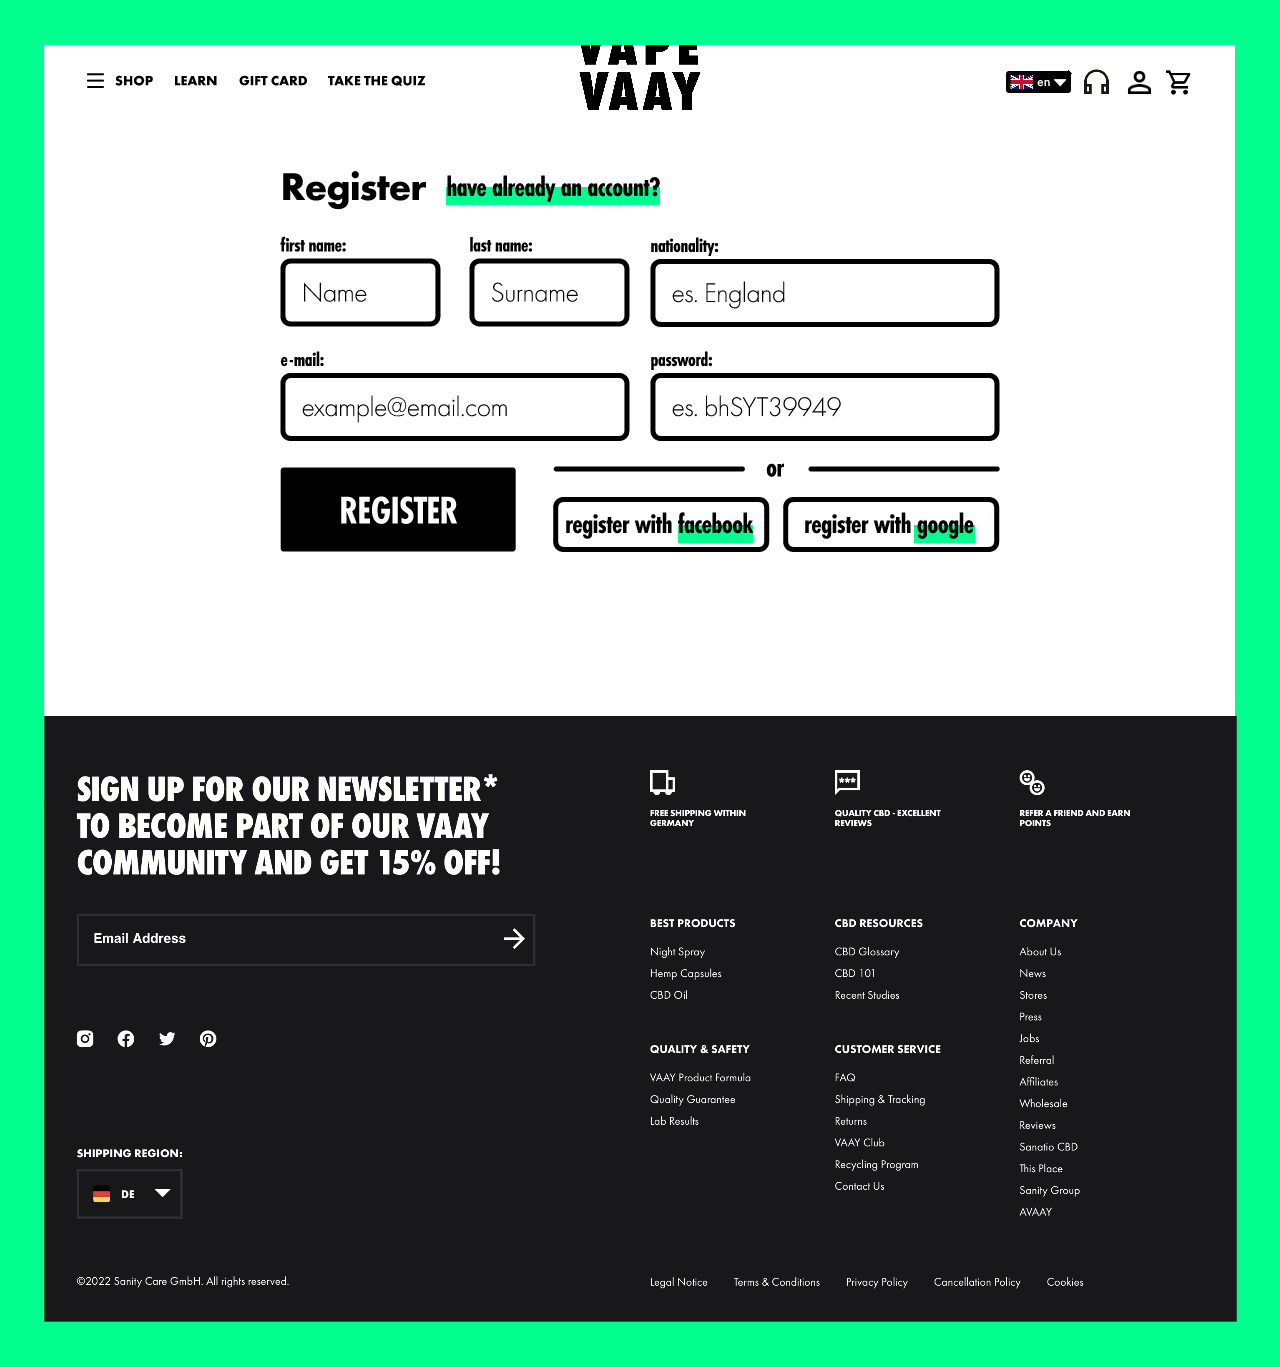 VAPE
VAAY
SHOP LEARN GIFT CARD TAKE THE QUIZ
en
Register have already an account?
first name: last name: nationality:
Name Surname es. England
e-mail: password:
example@email.com es. bhSYT39949
REGISTER
or
register with facebook register with google
SIGN UP FOR OUR NEWSLETTER*
TO BECOME PART OF OUR VAAY
COMMUNITY AND GET 15% OFF!
Email Address
SHIPPING REGION:
DE
©2022 Sanity Care GmbH. All rights reserved.
FREE SHIPPING WITHIN
GERMANY
QUALITY CBD - EXCELLENT
REVIEWS
REFER A FRIEND AND EARN
POINTS
BEST PRODUCTS
Night Spray
Hemp Capsules
CBD Oil
QUALITY & SAFETY
VAAY Product Formula
Quality Guarantee
Lab Results
CBD RESOURCES
CBD Glossary
CBD 101
Recent Studies
CUSTOMER SERVICE
FAQ
Shipping & Tracking
Returns
VAAY Club
Recycling Program
Contact Us
COMPANY
About Us
News
Stores
Press
Jobs
Referral
Affiliates
Wholesale
Reviews
Sanatio CBD
This Place
Sanity Group
AVAAY
Legal Notice Terms & Conditions Privacy Policy Cancellation Policy Cookies